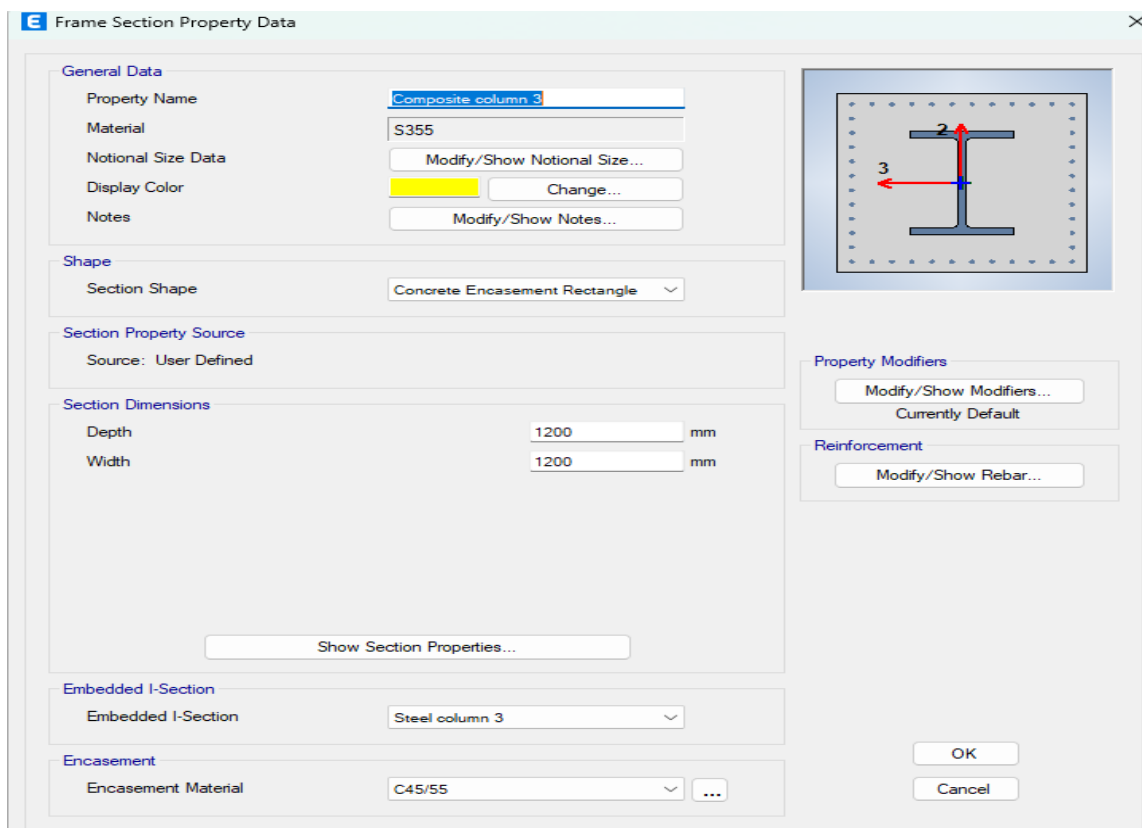 E Frame Section Property Data
General Data
Property Name Composite column 3
Material S355
Notional Size Data Modify/Show Notional Size...
Display Color Change...
Notes Modify/Show Notes...
2
3
Shape
Section Shape Concrete Encasement Rectangle
Section Property Source
Source: User Defined
Property Modifiers
Modify/Show Modifiers...
Currently Default
Section Dimensions
Depth 1200 mm
Width 1200 mm
Reinforcement
Modify/Show Rebar...
Show Section Properties...
Embedded I-Section
Embedded I-Section Steel column 3
Encasement
Encasement Material C45/55 ...
OK
Cancel